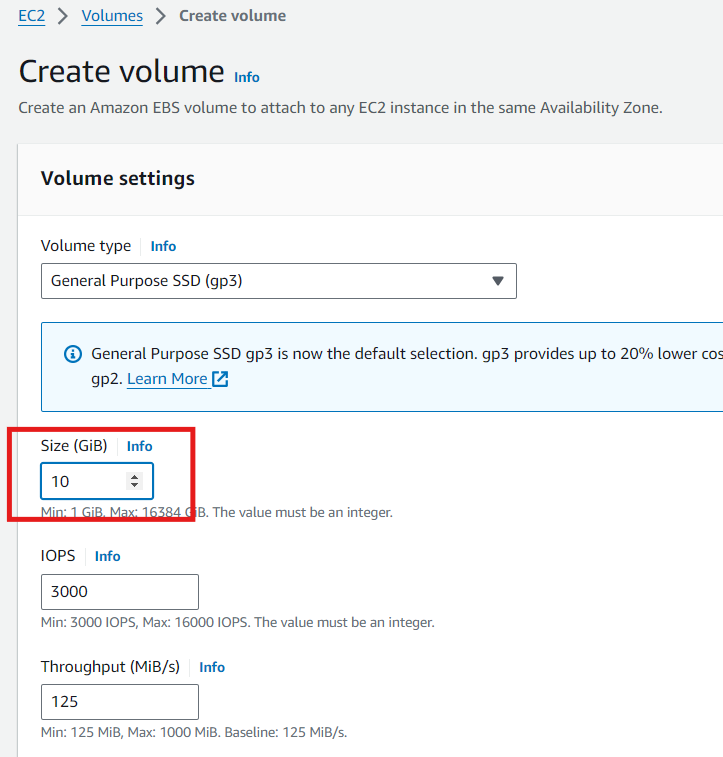 EC2 > Volumes > Create volume
Create volume Info
Create an Amazon EBS volume to attach to any EC2 instance in the same Availability Zone.
Volume settings
Volume type Info
General Purpose SSD (gp3)
General Purpose SSD gp3 is now the default selection. gp3 provides up to 20% lower cos
gp2. Learn More
Size (GiB) Info
10
Min: 1 GiB, Max: 16384 GiB. The value must be an integer.
IOPS Info
3000
Min: 3000 IOPS, Max: 16000 IOPS. The value must be an integer.
Throughput (MiB/s) Info
125
Min: 125 MiB, Max: 1000 MiB. Baseline: 125 MiB/s.